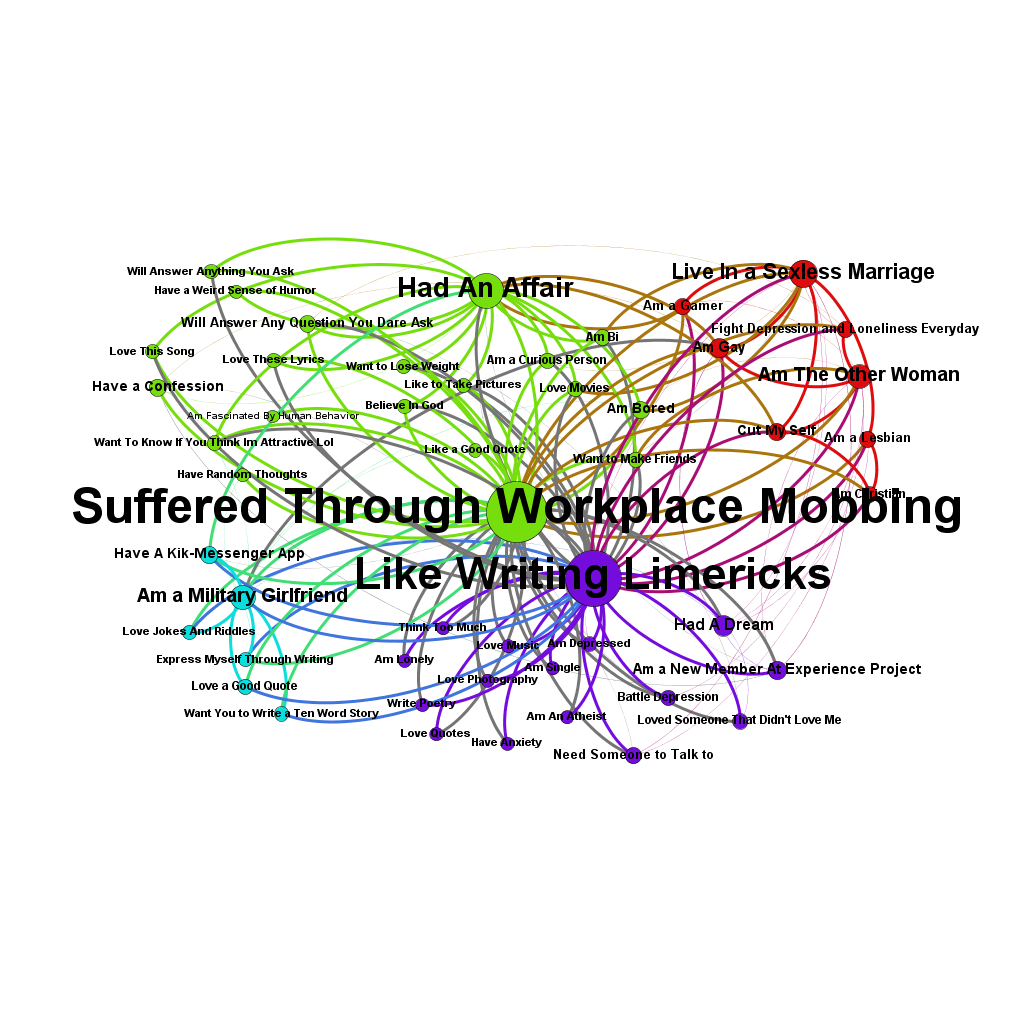 Will Answer Anything You Ask
Live In a Sexless Marriage
Had An Affair
Have a Weird Sense of Humor
Am a Gamer
Will Answer Any Question You Dare Ask
Fight Depression and Loneliness Everyday
Am Bi
Am Gay
Love This Song
Love These Lyrics
Am a Curious Person
Want to Lose Weight
Am The Other Woman
Have a Confession
Like to Take Pictures
Love Movies
Believe In God
Am Bored
Am Fascinated By Human Behavior
Cut My Self
Am a Lesbian
Want To Know If You Think Im Attractive Lol
Like a Good Quote
Want to Make Friends
Have Random Thoughts
Am Christian
Suffered Through Workplace Mobbing
Have A Kik-Messenger App
Like Writing Limericks
Am a Military Girlfriend
Love Jokes And Riddles
Think Too Much
Had A Dream
Love Music
Am Depressed
Express Myself Through Writing
Am Lonely
Am Single
Am a New Member At Experience Project
Love Photography
Love a Good Quote
Battle Depression
Write Poetry
Want You to Write a Ten Word Story
Am An Atheist
Loved Someone That Didn't Love Me
Love Quotes
Have Anxiety
Need Someone to Talk to